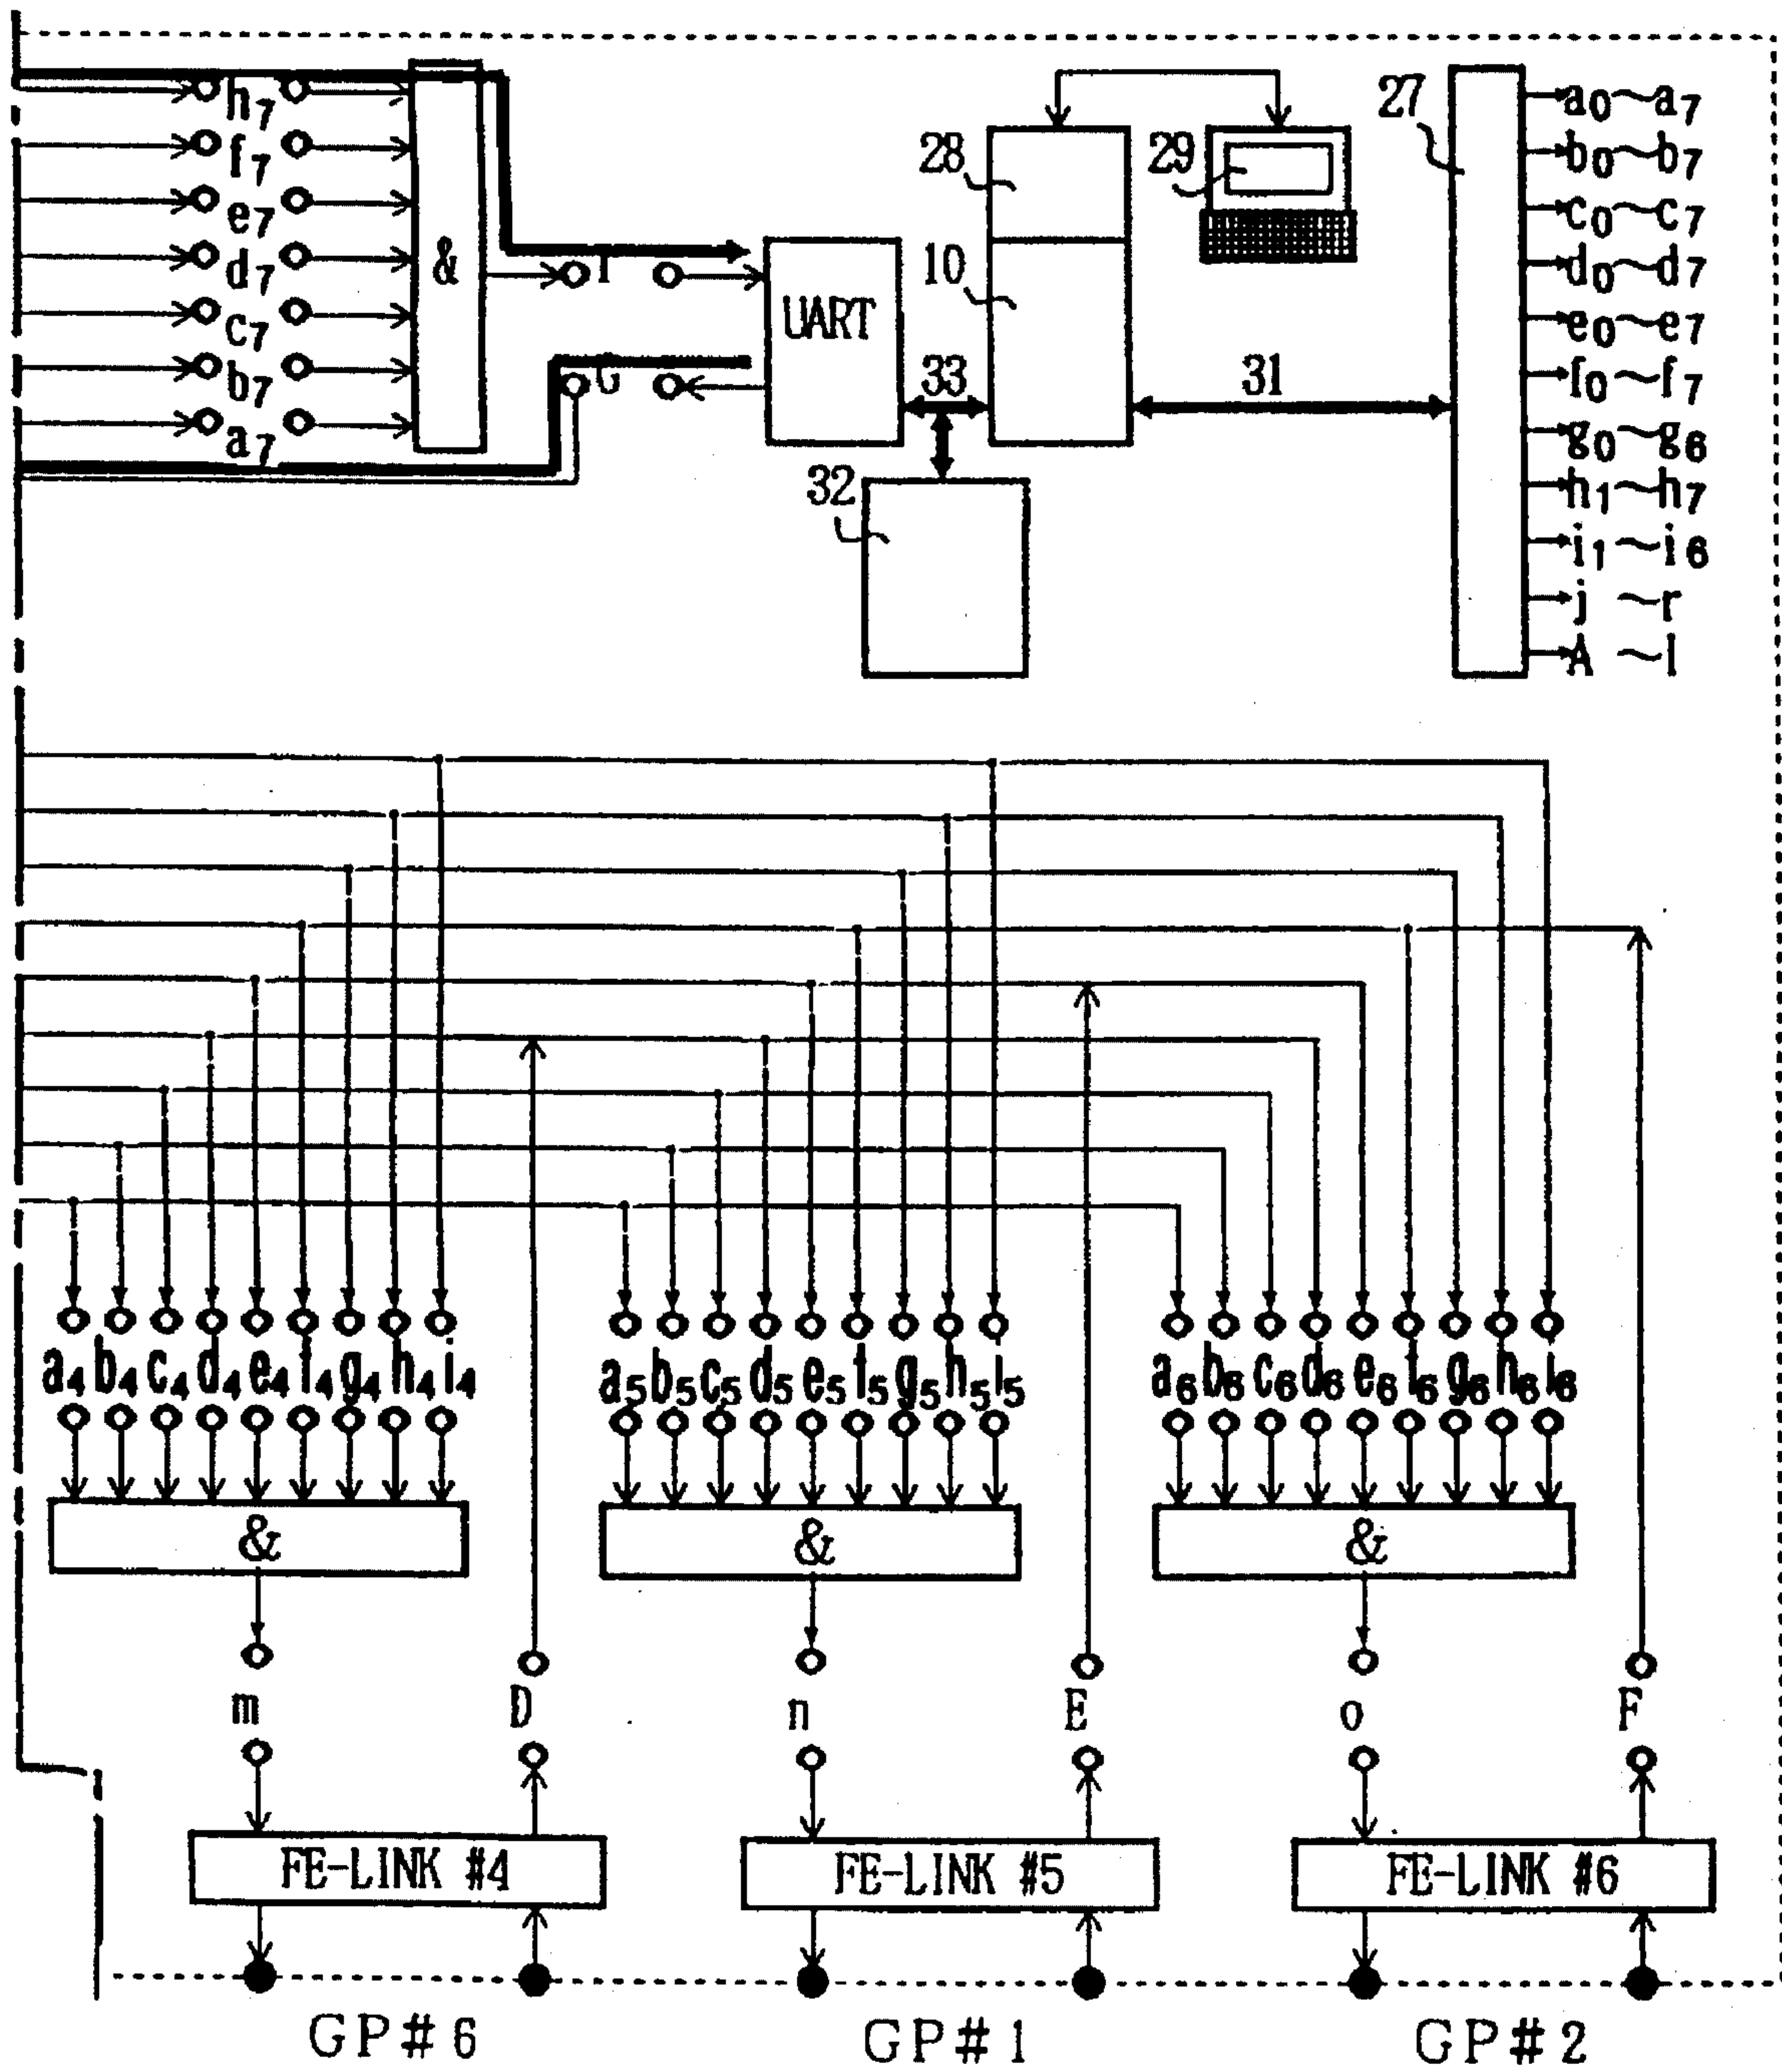 h7
f7
e7
d7
c7
b7
a7
&
UART
G
28
10
29
27
33
31
32
a0~a7
b0~b7
c0~c7
d0~d7
e0~e7
f0~f7
g0~g6
h1~h7
i1~i6
j~r
A~I
a4 b4 c4 d4 e4 f4 g4 h4 i4
a5 b5 c5 d5 e5 f5 g5 h5 i5
a6 b6 c6 d6 e6 f6 g6 h6 i6
& & &
m D n E o F
FE-LINK #4 FE-LINK #5 FE-LINK #6
GP#6 GP#1 GP#2